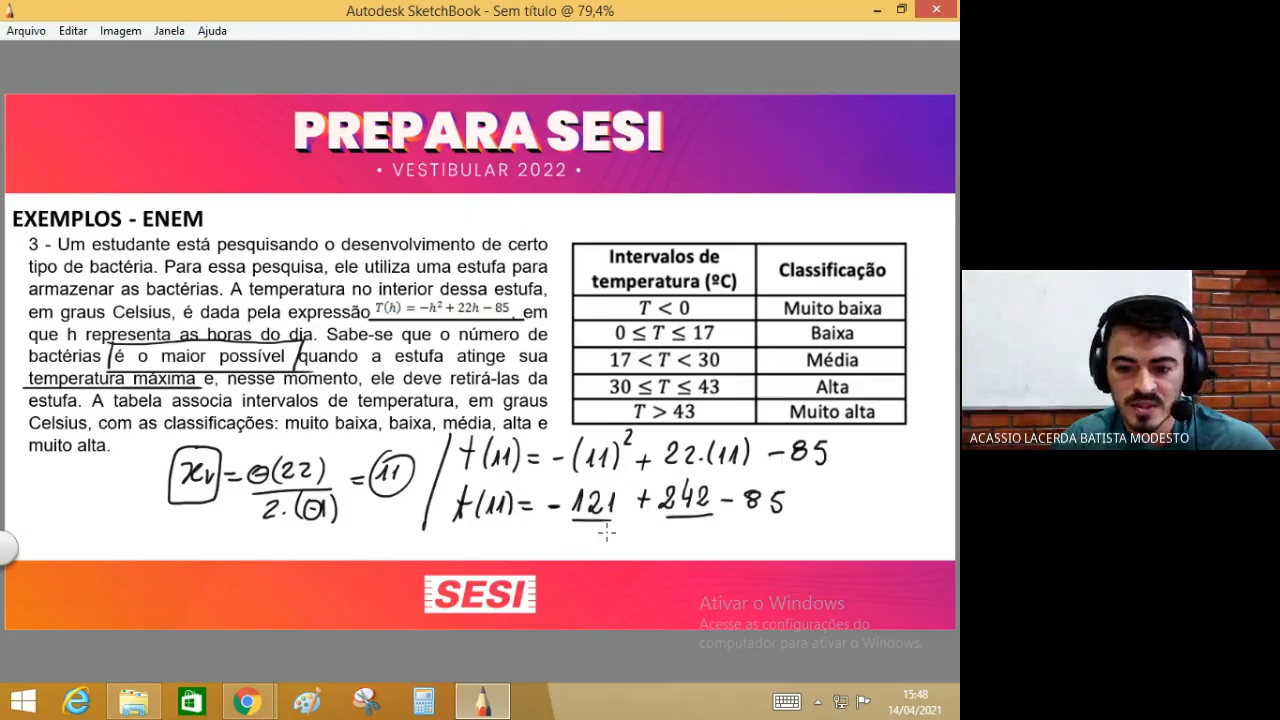 Autodesk SketchBook - Sem título @ 79,4%
Arquivo Editar Imagem Janela Ajuda
PREPARA SESI
• VESTIBULAR 2022 •
EXEMPLOS - ENEM
3 - Um estudante está pesquisando o desenvolvimento de certo
tipo de bactéria. Para essa pesquisa, ele utiliza uma estufa para
armazenar as bactérias. A temperatura no interior dessa estufa,
em graus Celsius, é dada pela expressão T(h) = −h² + 22h − 85, em
que h representa as horas do dia. Sabe-se que o número de
bactérias é o maior possível quando a estufa atinge sua
temperatura máxima e, nesse momento, ele deve retirá-las da
estufa. A tabela associa intervalos de temperatura, em graus
Celsius, com as classificações: muito baixa, baixa, média, alta e
muito alta.
Intervalos de temperatura (ºC) Classificação
T < 0 Muito baixa
0 ≤ T ≤ 17 Baixa
17 < T < 30 Média
30 ≤ T ≤ 43 Alta
T > 43 Muito alta
xv = -(22) / 2.(-1) = 11
t(11) = -(11)² + 22.(11) - 85
t(11) = - 121 + 242 - 85
SESI
Ativar o Windows
Acesse as configurações do
computador para ativar o Windows.
15:48
14/04/2021
ACASSIO LACERDA BATISTA MODESTO